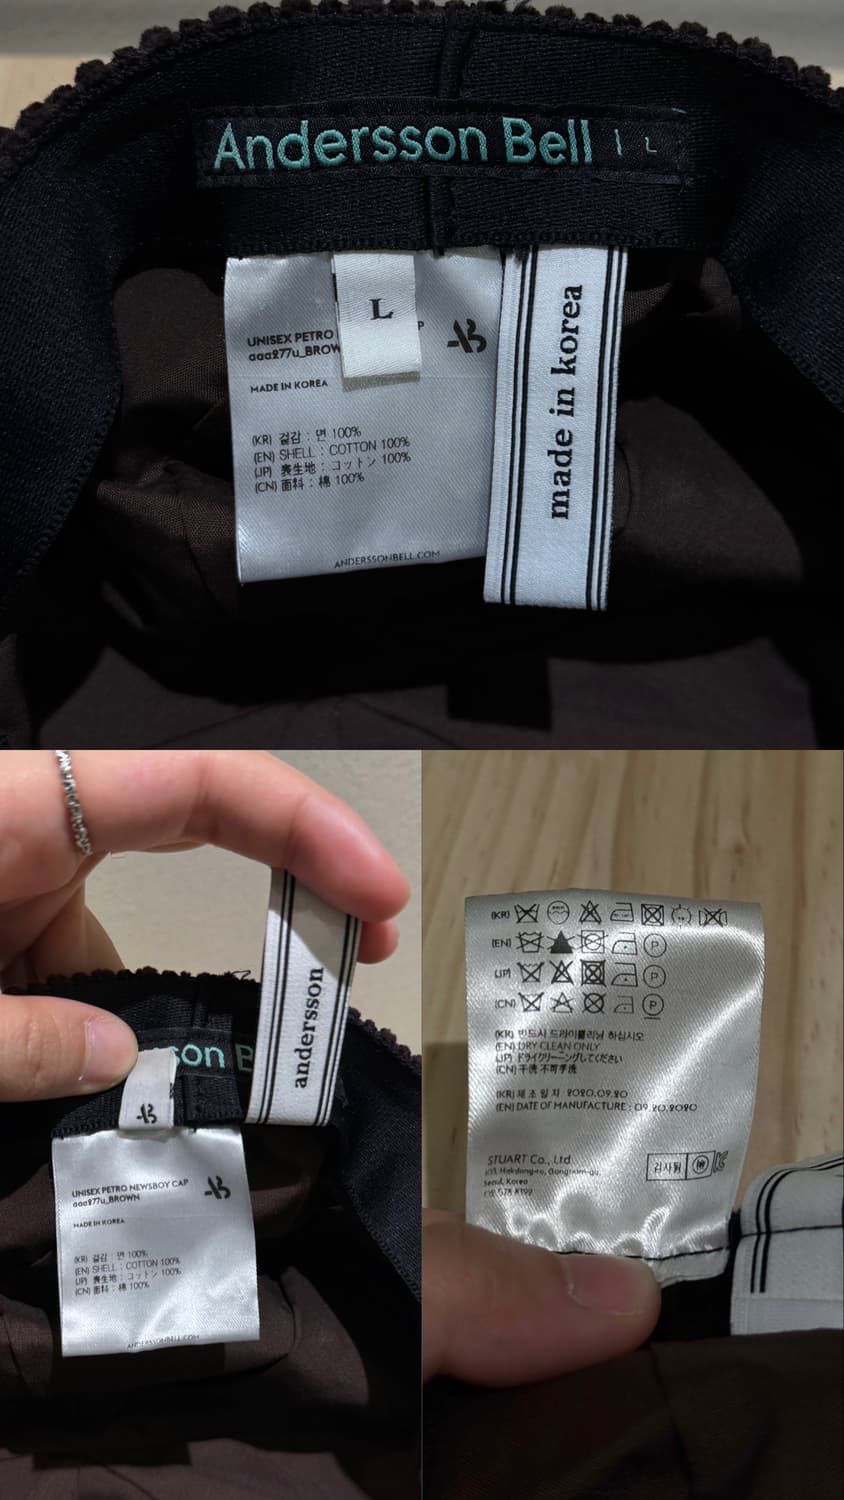 Andersson Bell
L
UNISEX PETRO
aaa277u_BROW
P
MADE IN KOREA
(KR) 겉감 : 면 100%
(EN) SHELL : COTTON 100%
(JP) 表生地 : コットン 100%
(CN) 面料 : 棉 100%
ANDERSSONBELL.COM
made in korea
andersson
son B
UNISEX PETRO NEWSBOY CAP
aaa277u_BROWN
MADE IN KOREA
(KR) 겉감 : 면 100%
(EN) SHELL : COTTON 100%
(JP) 表生地 : コットン 100%
(CN) 面料 : 棉 100%
ANDERSSONBELL.COM
(KR)
(EN) P
(JP) P
(CN) P
(KR) 반드시 드라이클리닝 하십시오
(EN) DRY CLEAN ONLY
(JP) ドライクリーニングしてください
(CN) 干洗 不可手洗
(KR) 제조일자 2020.09.20
(EN) DATE OF MANUFACTURE : 09.20.2020
STUART Co., Ltd
Seoul, Korea
검사필